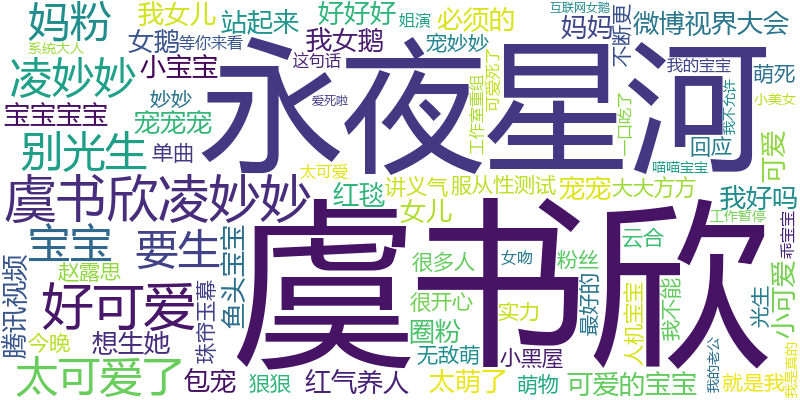 妈粉
我女儿
站起来
好好好
姐演
必须的
互联网女鹅
妈妈
不断更
微博视界大会
女鹅
等你来看
我女鹅
宠妙妙
系统大人
凌妙妙
小宝宝
这句话
永夜星河
工作室重组
可爱死了
我的宝宝
萌死
宝宝宝宝
妙妙
爱死啦
一口吃了
我不允许
小美女
宠宠宠
别光生
单曲
回应
可爱
太可爱
喵喵宝宝
虞书欣凌妙妙
红毯
讲义气
服从性测试
宠宠
大大方方
我好吗
女儿
工作暂停
乖宝宝
宝宝
要生
鱼头宝宝
虞书欣
云合
腾讯视频
赵露思
很多人
女吻
粉丝
小可爱
好可爱
珠帘玉幕
很开心
最好的
人机宝宝
我不能
光生
今晚
想生她
圈粉
实力
太可爱了
包宠
狠狠
红气养人
无敌萌
小黑屋
太萌了
萌物
可爱的宝宝
我的老公
就是我
我是真的